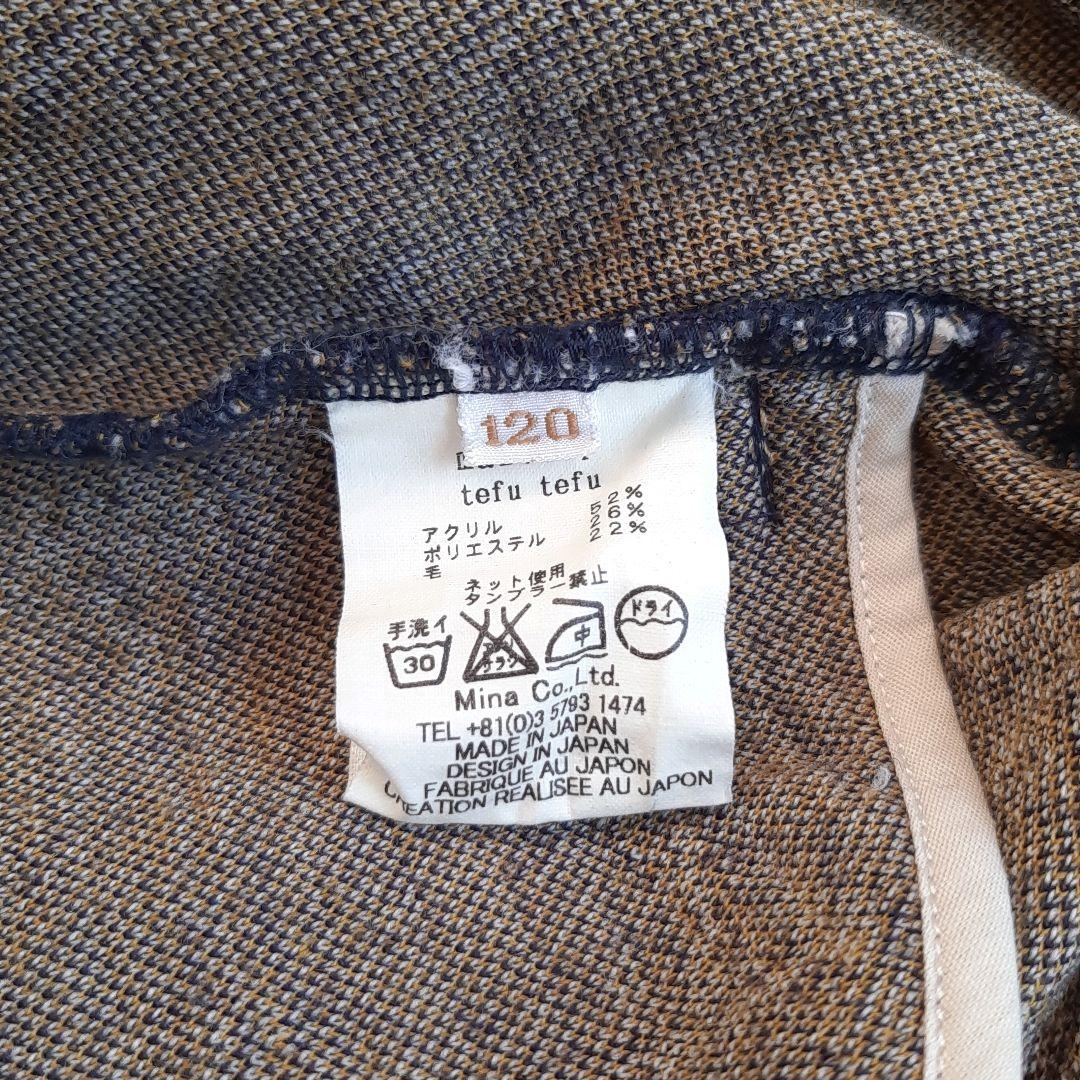 120
tefu tefu
アクリル 52%
ポリエステル 26%
毛 22%
ネット使用
タンブラー禁止
手洗イ
30
中
ドライ
Mina Co.,Ltd.
TEL +81(0)3 5793 1474
MADE IN JAPAN
DESIGN IN JAPAN
FABRIQUE AU JAPON
CREATION REALISEE AU JAPON